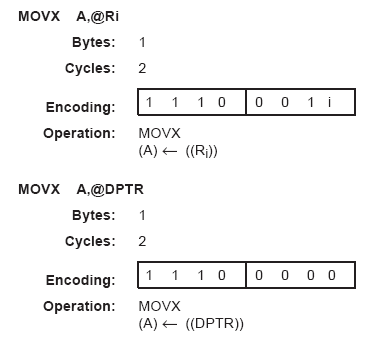 MOVX A,@Ri
Bytes: 1
Cycles: 2
Encoding: 1 1 1 0 0 0 1 i
Operation: MOVX
(A) ← ((Ri))
MOVX A,@DPTR
Bytes: 1
Cycles: 2
Encoding: 1 1 1 0 0 0 0 0
Operation: MOVX
(A) ← ((DPTR))